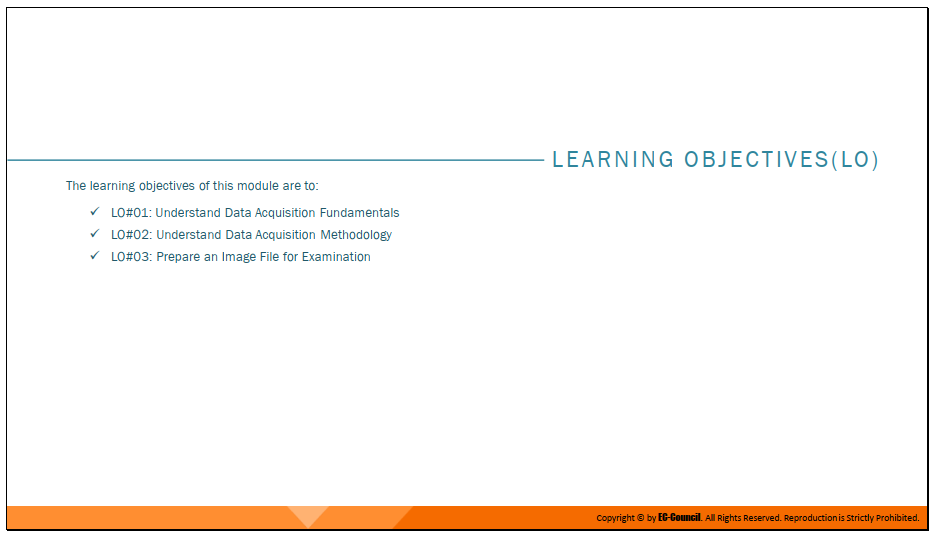 LEARNING OBJECTIVES(LO)
The learning objectives of this module are to:
✓ LO#01: Understand Data Acquisition Fundamentals
✓ LO#02: Understand Data Acquisition Methodology
✓ LO#03: Prepare an Image File for Examination
Copyright © by EC-Council. All Rights Reserved. Reproduction is Strictly Prohibited.